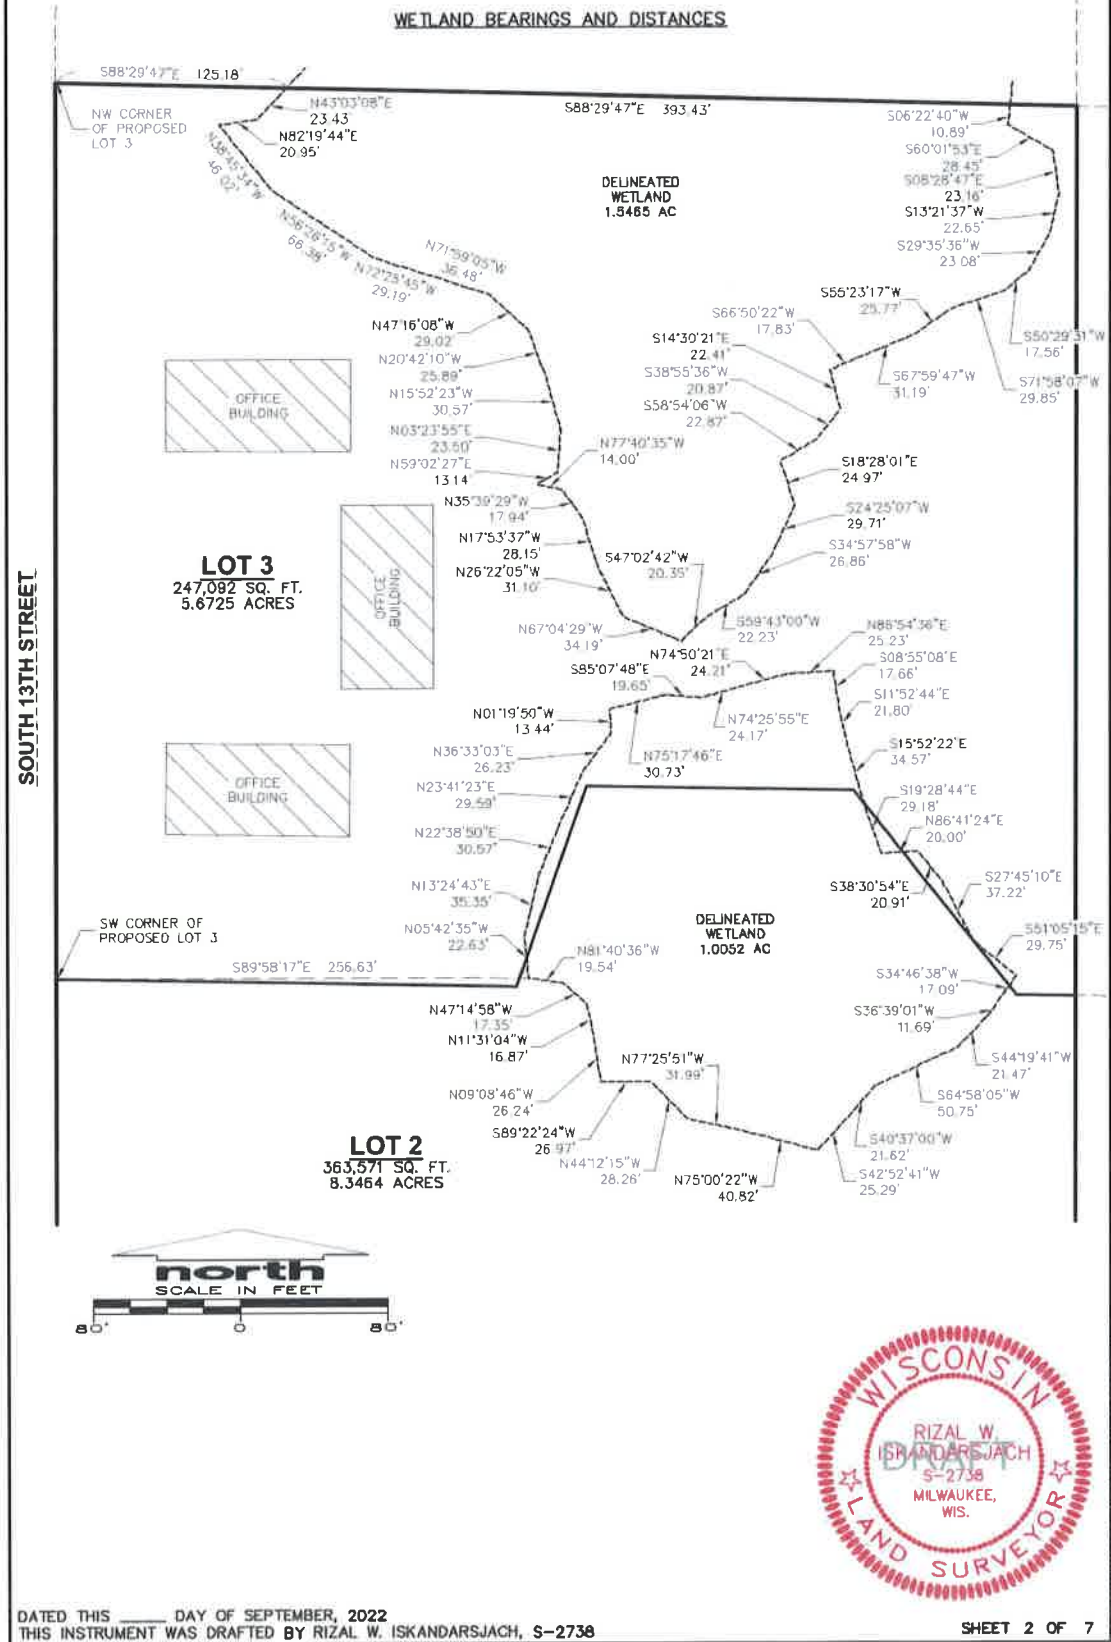 WETLAND BEARINGS AND DISTANCES
S88°29'47"E 125.18'
NW CORNER
OF PROPOSED
LOT 3
N43°03'08"E
23.43'
N82°19'44"E
20.95'
N38°45'34"W
46.02'
N56°26'15"W
66.38'
N72°23'45"W
29.19'
N71°59'05"W
36.48'
S88°29'47"E 393.43'
DELINEATED
WETLAND
1.5465 AC
S06°22'40"W
10.89'
S60°01'53"E
28.45'
S08°28'47"E
23.16'
S13°21'37"W
22.65'
S29°35'36"W
23.08'
S50°29'31"W
17.56'
S71°58'07"W
29.85'
S55°23'17"W
25.77'
S67°59'47"W
31.19'
S66°50'22"W
17.83'
S14°30'21"E
22.41'
S38°55'36"W
20.87'
S58°54'06"W
22.87'
S18°28'01"E
24.97'
S24°25'07"W
29.71'
S34°57'58"W
26.86'
S59°43'00"W
22.23'
S47°02'42"W
20.35'
N47°16'08"W
29.02'
N20°42'10"W
25.89'
N15°52'23"W
30.57'
N03°23'55"E
23.50'
N59°02'27"E
13.14'
N77°40'35"W
14.00'
N35°39'29"W
17.94'
N17°53'37"W
28.15'
N26°22'05"W
31.10'
N67°04'29"W
34.19'
OFFICE
BUILDING
OFFICE
BUILDING
OFFICE
BUILDING
LOT 3
247,092 SQ. FT.
5.6725 ACRES
SOUTH 13TH STREET
N86°54'36"E
25.23'
N74°50'21"E
24.21'
S85°07'48"E
19.65'
N74°25'55"E
24.17'
N75°17'46"E
30.73'
N01°19'50"W
13.44'
N36°33'03"E
26.23'
N23°41'23"E
29.59'
N22°38'50"E
30.57'
N13°24'43"E
35.35'
N05°42'35"W
22.63'
S08°55'08"E
17.66'
S11°52'44"E
21.80'
S15°52'22"E
34.57'
S19°28'44"E
29.18'
N86°41'24"E
20.00'
S38°30'54"E
20.91'
S27°45'10"E
37.22'
S51°05'15"E
29.75'
S34°46'38"W
17.09'
S36°39'01"W
11.69'
S44°19'41"W
21.47'
S64°58'05"W
50.75'
S40°37'00"W
21.62'
S42°52'41"W
25.29'
DELINEATED
WETLAND
1.0052 AC
SW CORNER OF
PROPOSED LOT 3
S89°58'17"E 256.63'
N81°40'36"W
19.54'
N47°14'58"W
17.35'
N11°31'04"W
16.87'
N09°08'46"W
26.24'
S89°22'24"W
26.97'
N44°12'15"W
28.26'
N77°25'51"W
31.99'
N75°00'22"W
40.82'
LOT 2
363,571 SQ. FT.
8.3464 ACRES
north
SCALE IN FEET
80' 0 80'
WISCONSIN
RIZAL W.
ISKANDARSJACH
DRAFT
S-2738
MILWAUKEE,
WIS.
LAND SURVEYOR
DATED THIS _____ DAY OF SEPTEMBER, 2022
THIS INSTRUMENT WAS DRAFTED BY RIZAL W. ISKANDARSJACH, S-2738
SHEET 2 OF 7